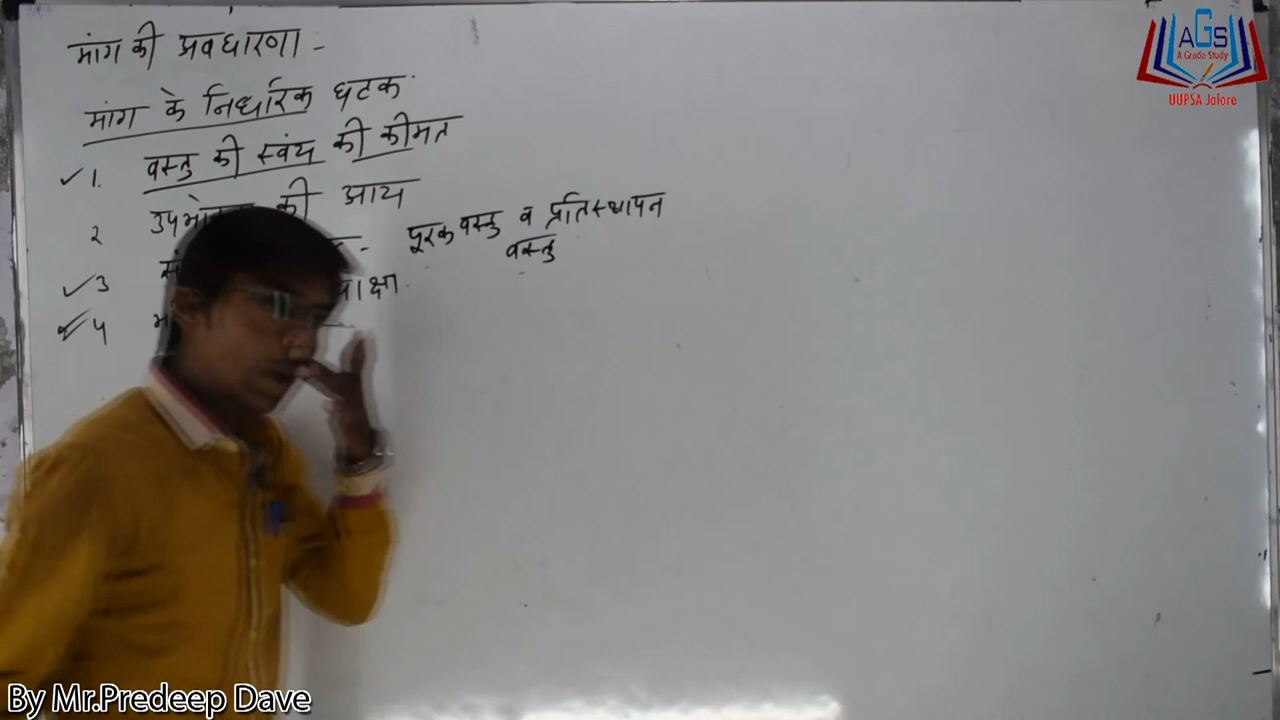 मांग की अवधारणा -
मांग के निर्धारक घटक
1. वस्तु की स्वंय की कीमत
2 की आय
3 - पूरक वस्तु व प्रतिस्थापन
वस्तु
4
AGS
A Grade Study
UUPSA Jalore
By Mr.Predeep Dave